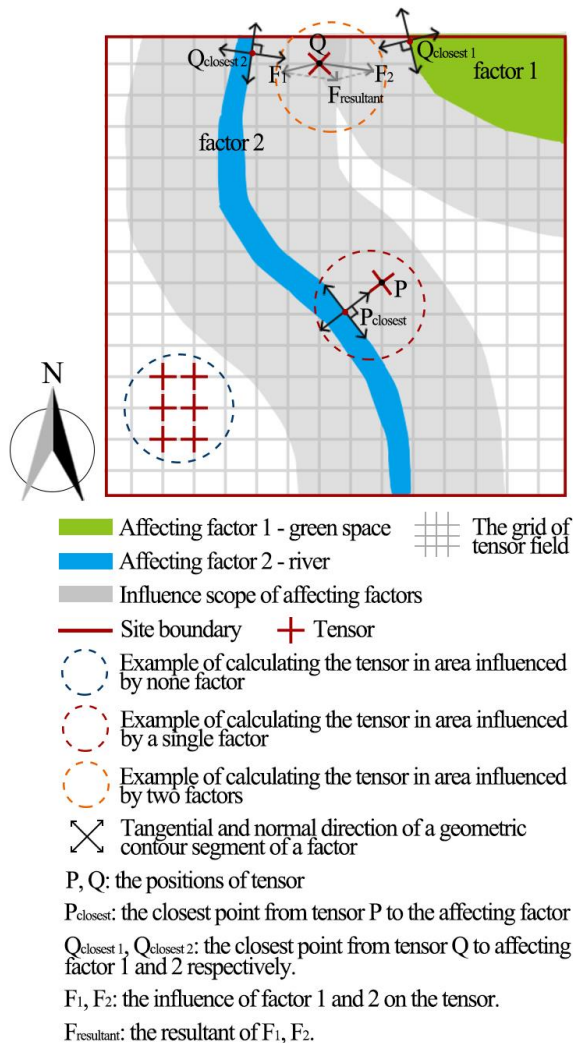 Q
Qclosest 2
Qclosest 1
F1
F2
Fresultant
factor 1
factor 2
P
Pclosest
N
Affecting factor 1 - green space
The grid of
tensor field
Affecting factor 2 - river
Influence scope of affecting factors
Site boundary
Tensor
Example of calculating the tensor in area influenced
by none factor
Example of calculating the tensor in area influenced
by a single factor
Example of calculating the tensor in area influenced
by two factors
Tangential and normal direction of a geometric
contour segment of a factor
P, Q: the positions of tensor
Pclosest: the closest point from tensor P to the affecting factor
Qclosest 1, Qclosest 2: the closest point from tensor Q to affecting
factor 1 and 2 respectively.
F1, F2: the influence of factor 1 and 2 on the tensor.
Fresultant: the resultant of F1, F2.